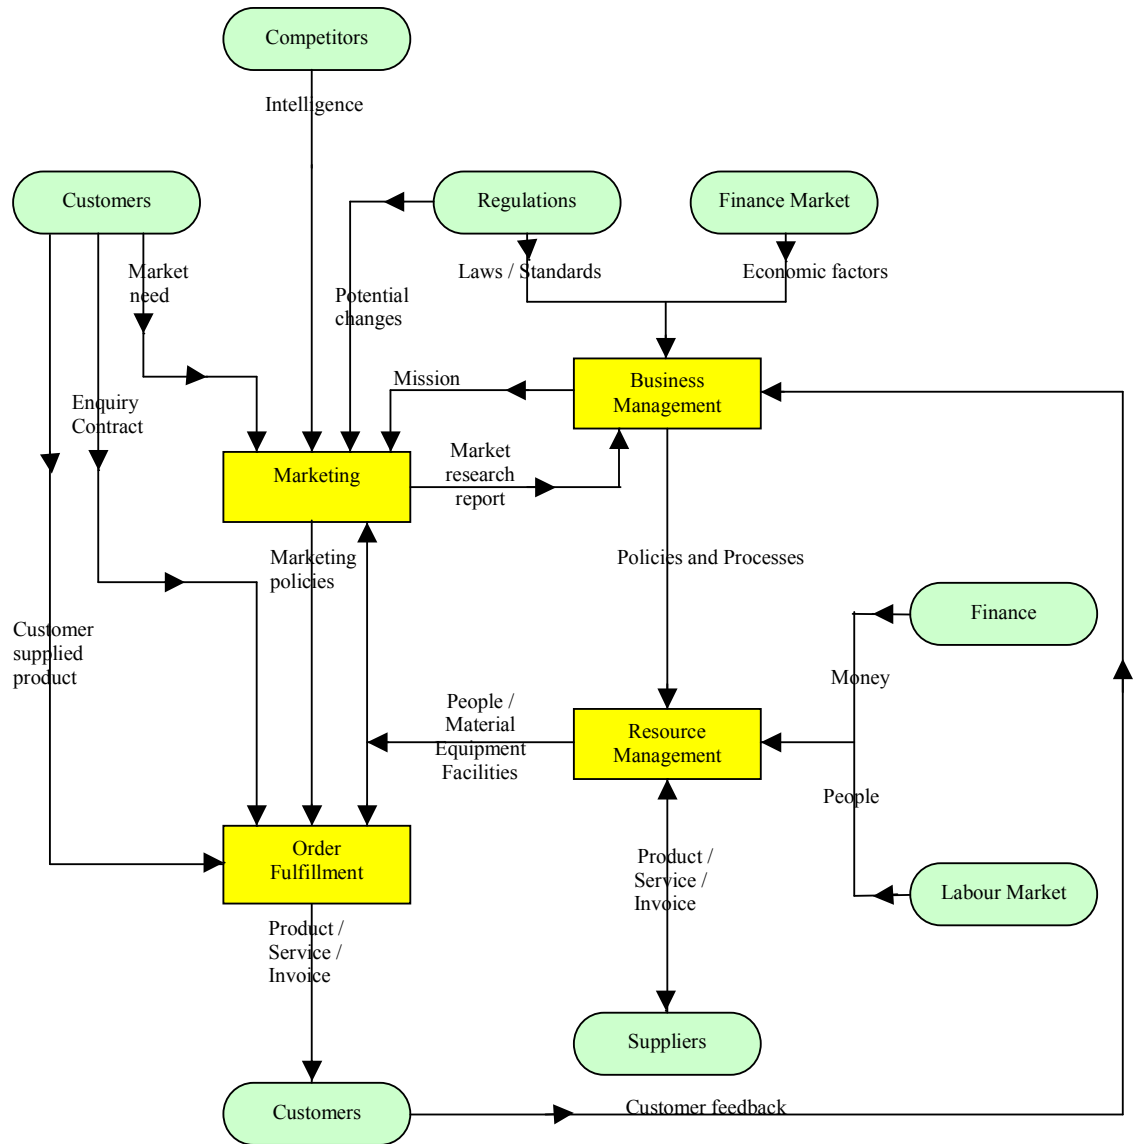 Competitors
Intelligence
Customers
Regulations
Finance Market
Market
need
Laws / Standards
Economic factors
Potential
changes
Mission
Business
Management
Enquiry
Contract
Market
research
report
Marketing
Marketing
policies
Policies and Processes
Finance
Customer
supplied
product
Money
People /
Material
Equipment
Facilities
Resource
Management
People
Order
Fulfillment
Product /
Service /
Invoice
Labour Market
Product /
Service /
Invoice
Suppliers
Customers
Customer feedback